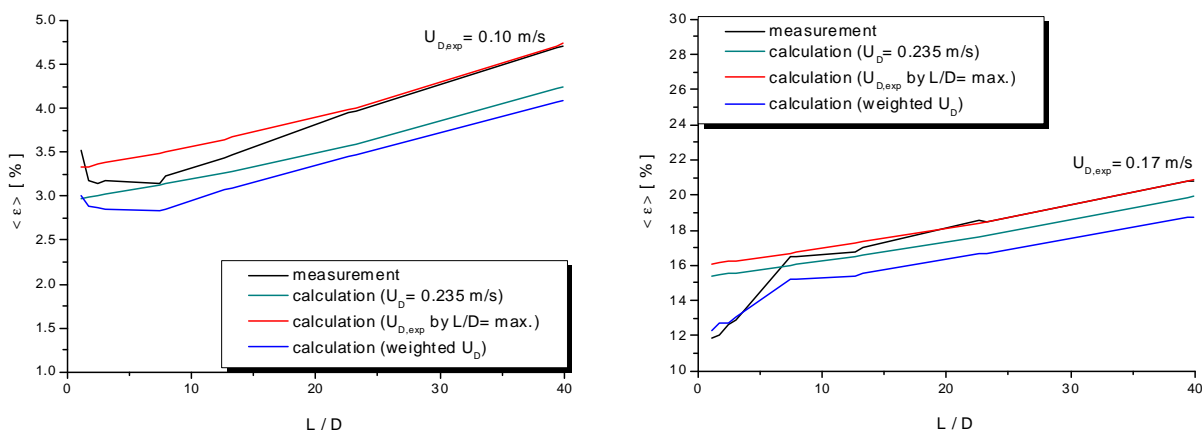 5.0
4.5
4.0
3.5
3.0
2.5
2.0
1.5
1.0
< ε > [ % ]
U_D,exp = 0.10 m/s
measurement
calculation (U_D = 0.235 m/s)
calculation (U_D,exp by L/D= max.)
calculation (weighted U_D)
0 10 20 30 40
L / D
30
28
26
24
22
20
18
16
14
12
10
< ε > [ % ]
measurement
calculation (U_D = 0.235 m/s)
calculation (U_D,exp by L/D= max.)
calculation (weighted U_D)
U_D,exp = 0.17 m/s
0 10 20 30 40
L / D